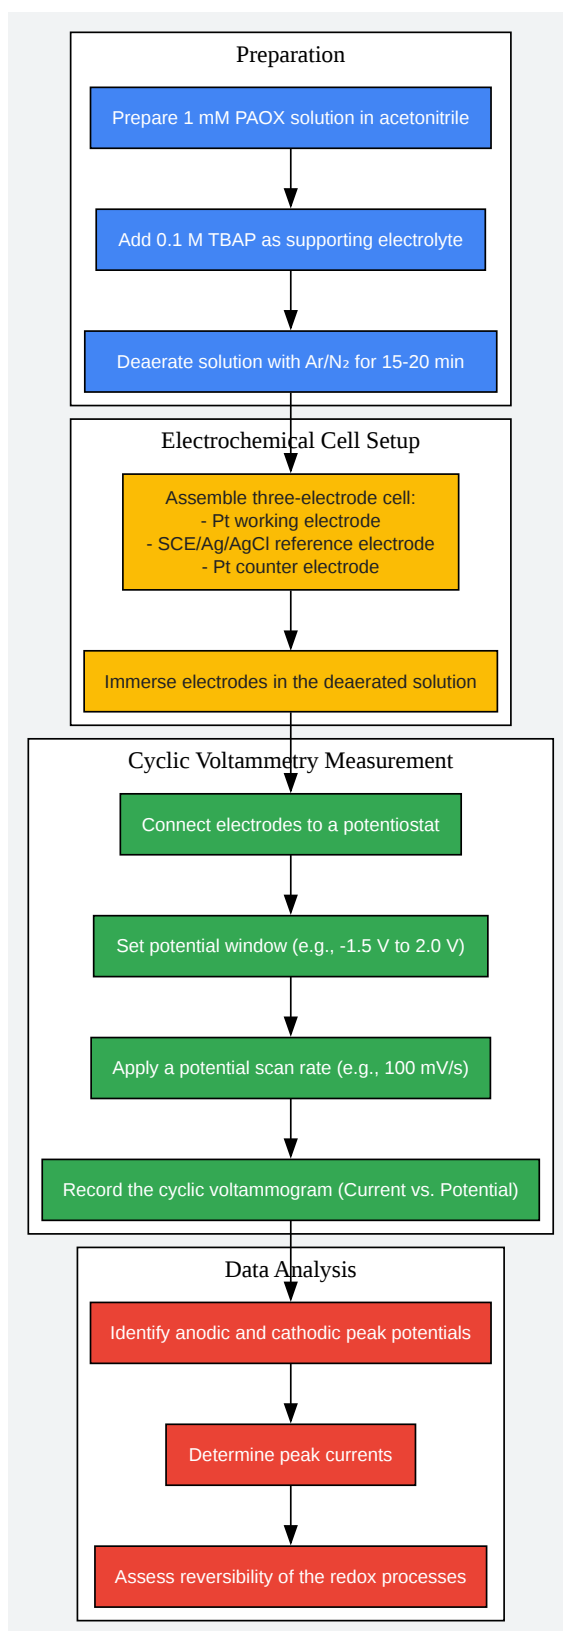 Preparation
Prepare 1 mM PAOX solution in acetonitrile
Add 0.1 M TBAP as supporting electrolyte
Deaerate solution with Ar/N₂ for 15-20 min
Electrochemical Cell Setup
Assemble three-electrode cell:
- Pt working electrode
- SCE/Ag/AgCl reference electrode
- Pt counter electrode
Immerse electrodes in the deaerated solution
Cyclic Voltammetry Measurement
Connect electrodes to a potentiostat
Set potential window (e.g., -1.5 V to 2.0 V)
Apply a potential scan rate (e.g., 100 mV/s)
Record the cyclic voltammogram (Current vs. Potential)
Data Analysis
Identify anodic and cathodic peak potentials
Determine peak currents
Assess reversibility of the redox processes